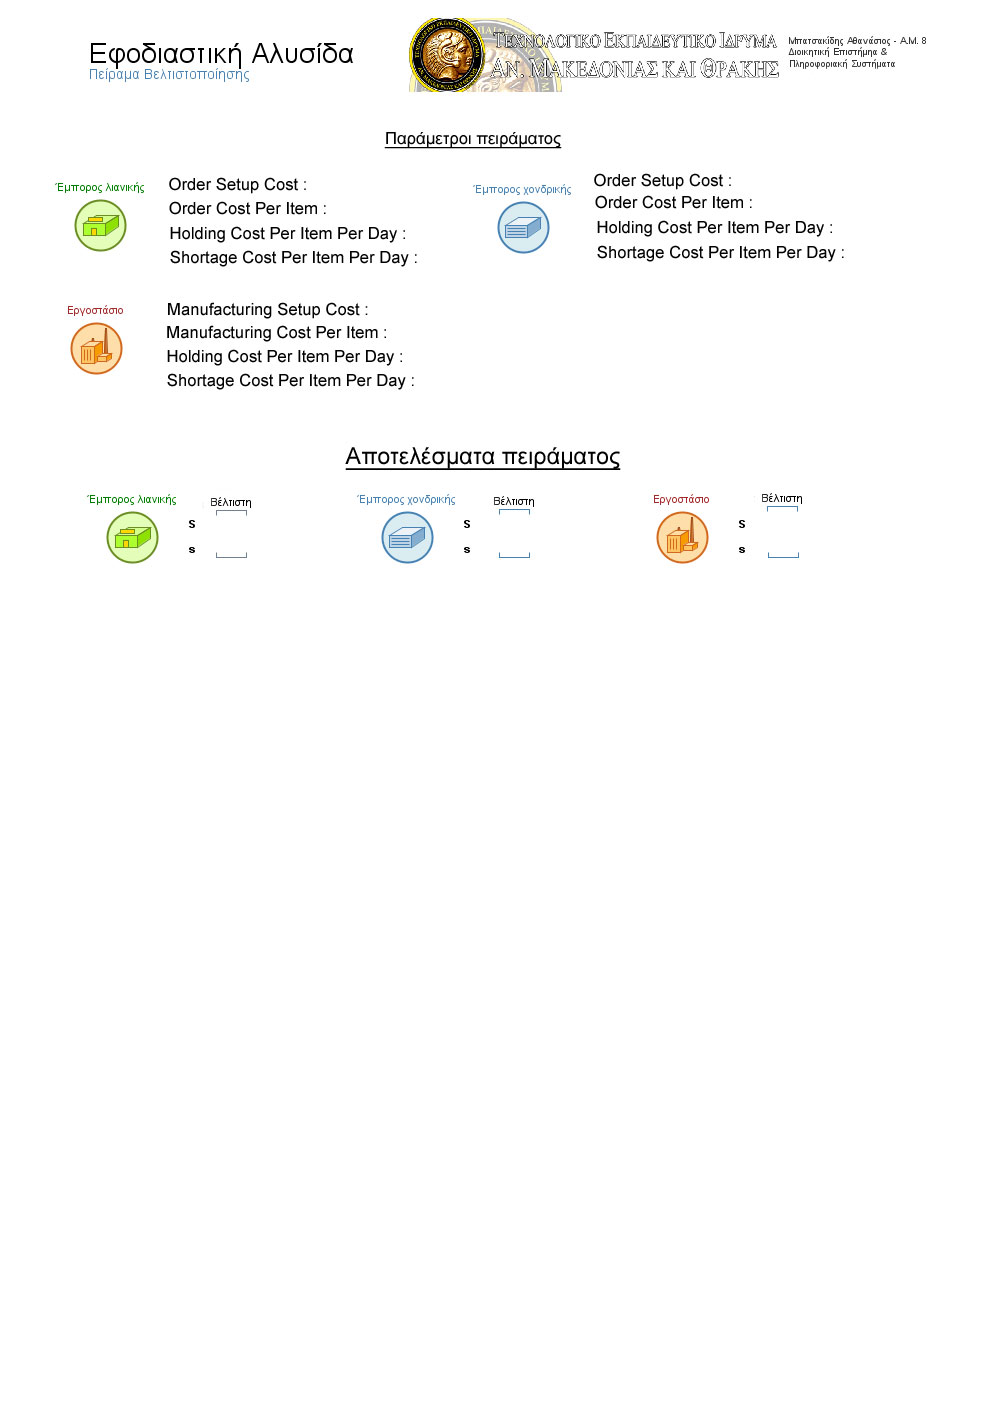 Εφοδιαστική Αλυσίδα
Πείραμα Βελτιστοποίησης
ΤΕΧΝΟΛΟΓΙΚΟ ΕΚΠΑΙΔΕΥΤΙΚΟ ΙΔΡΥΜΑ
ΑΝ. ΜΑΚΕΔΟΝΙΑΣ ΚΑΙ ΘΡΑΚΗΣ
Μπατσακίδης Αθανάσιος - Α.Μ. 8
Διοικητική Επιστήμη &
Πληροφοριακή Συστήματα
Παράμετροι πειράματος
Έμπορος λιανικής
Order Setup Cost :
Order Cost Per Item :
Holding Cost Per Item Per Day :
Shortage Cost Per Item Per Day :
Έμπορος χονδρικής
Order Setup Cost :
Order Cost Per Item :
Holding Cost Per Item Per Day :
Shortage Cost Per Item Per Day :
Εργοστάσιο
Manufacturing Setup Cost :
Manufacturing Cost Per Item :
Holding Cost Per Item Per Day :
Shortage Cost Per Item Per Day :
Αποτελέσματα πειράματος
Έμπορος λιανικής
Βέλτιστη
S
s
Έμπορος χονδρικής
Βέλτιστη
S
s
Εργοστάσιο
Βέλτιστη
S
s